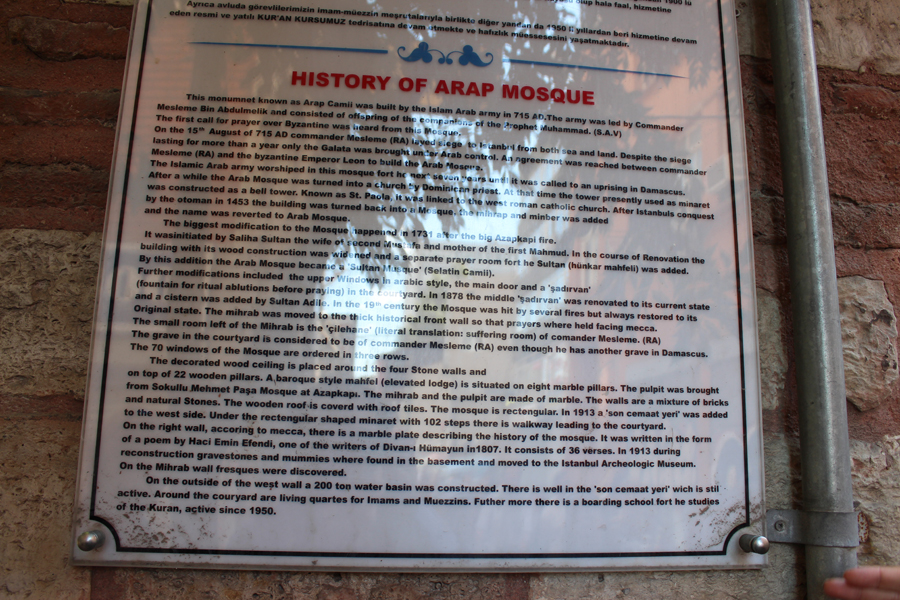 Ayrıca avluda görevlilerimizin imam-müezzin meşrutalarıyla birlikte diğer yandan da 1950 li yıllardan beri hizmetine devam
eden resmi ve yatılı KUR'AN KURSUMUZ tedrisatına devam etmekte ve hafızlık müessesesini yaşatmaktadır.
HISTORY OF ARAP MOSQUE
This monumnet known as Arap Camii was built by the Islam Arab army in 715 AD,The army was led by Commander
Mesleme Bin Abdulmelik and consisted of offspring of the companions of the Prophet Muhammad. (S.A.V)
The first call for prayer over Byzantine was heard from this Mosque.
On the 15th August of 715 AD commander Mesleme (RA) layed siege Istanbul from both sea and land. Despite the siege
lasting for more than a year only the Galata was brought under Arab control. An agreement was reached between commander
Mesleme (RA) and the byzantine Emperor Leon to build the Arab Mosque.
The Islamic Arab army worshiped in this mosque fort he seven years until it was called to an uprising in Damascus.
After a while the Arab Mosque was turned into a church by Dominican priest. At that time the tower presently used as minaret
was constructed as a bell tower. Known as St. Paola, it was linked to the west roman catholic church. After Istanbuls conquest
by the otoman in 1453 the building was turned back into a Mosque, the mihrap and minber was added
and the name was reverted to Arab Mosque.
The biggest modification to the Mosque happened in 1731 after the big Azapkapi fire.
It wasinitiated by Saliha Sultan the wife of second Mustafa and mother of the first Mahmud. In the course of Renovation the
building with its wood construction was widened and a separate prayer room fort he Sultan (hünkar mahfeli) was added.
By this addition the Arab Mosque became a 'Sultan Mosque' (Selatin Camii).
Further modifications included the upper Windows in arabic style, the main door and a 'şadırvan'
(fountain for ritual ablutions before praying) in the courtyard. In 1878 the middle 'şadırvan' was renovated to its current state
and a cistern was added by Sultan Adile. In the 19th century the Mosque was hit by several fires but always restored to its
Original state. The mihrab was moved to the thick historical front wall so that prayers where held facing mecca.
The small room left of the Mihrab is the 'çilehane' (literal translation: suffering room) of comander Mesleme. (RA)
The grave in the courtyard is considered to be of commander Mesleme (RA) even though he has another grave in Damascus.
The 70 windows of the Mosque are ordered in three rows.
The decorated wood ceiling is placed around the four Stone walls and
on top of 22 wooden pillars. A baroque style mahfel (elevated lodge) is situated on eight marble pillars. The pulpit was brought
from Sokullu Mehmet Paşa Mosque at Azapkapı. The mihrab and the pulpit are made of marble. The walls are a mixture of bricks
and natural Stones. The wooden roof is coverd with roof tiles. The mosque is rectangular. In 1913 a 'son cemaat yeri' was added
to the west side. Under the rectangular shaped minaret with 102 steps there is walkway leading to the courtyard.
On the right wall, accoring to mecca, there is a marble plate describing the history of the mosque. It was written in the form
of a poem by Haci Emin Efendi, one of the writers of Divan-ı Hümayun in1807. It consists of 36 verses. In 1913 during
reconstruction gravestones and mummies where found in the basement and moved to the Istanbul Archeologic Museum.
On the Mihrab wall fresques were discovered.
On the outside of the west wall a 200 ton water basin was constructed. There is well in the 'son cemaat yeri' wich is stil
active. Around the couryard are living quartes for Imams and Muezzins. Futher more there is a boarding school fort he studies
of the Kuran, active since 1950.